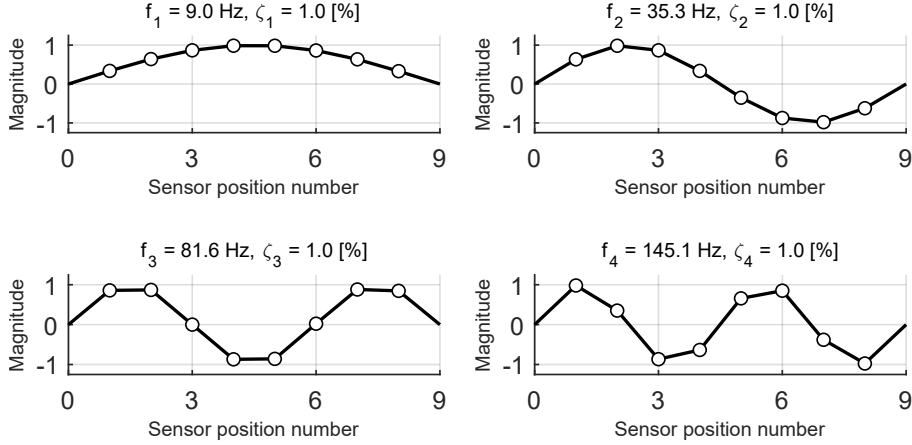 f₁ = 9.0 Hz, ζ₁ = 1.0 [%]
Magnitude
1
0
-1
0 3 6 9
Sensor position number
f₂ = 35.3 Hz, ζ₂ = 1.0 [%]
Magnitude
1
0
-1
0 3 6 9
Sensor position number
f₃ = 81.6 Hz, ζ₃ = 1.0 [%]
Magnitude
1
0
-1
0 3 6 9
Sensor position number
f₄ = 145.1 Hz, ζ₄ = 1.0 [%]
Magnitude
1
0
-1
0 3 6 9
Sensor position number